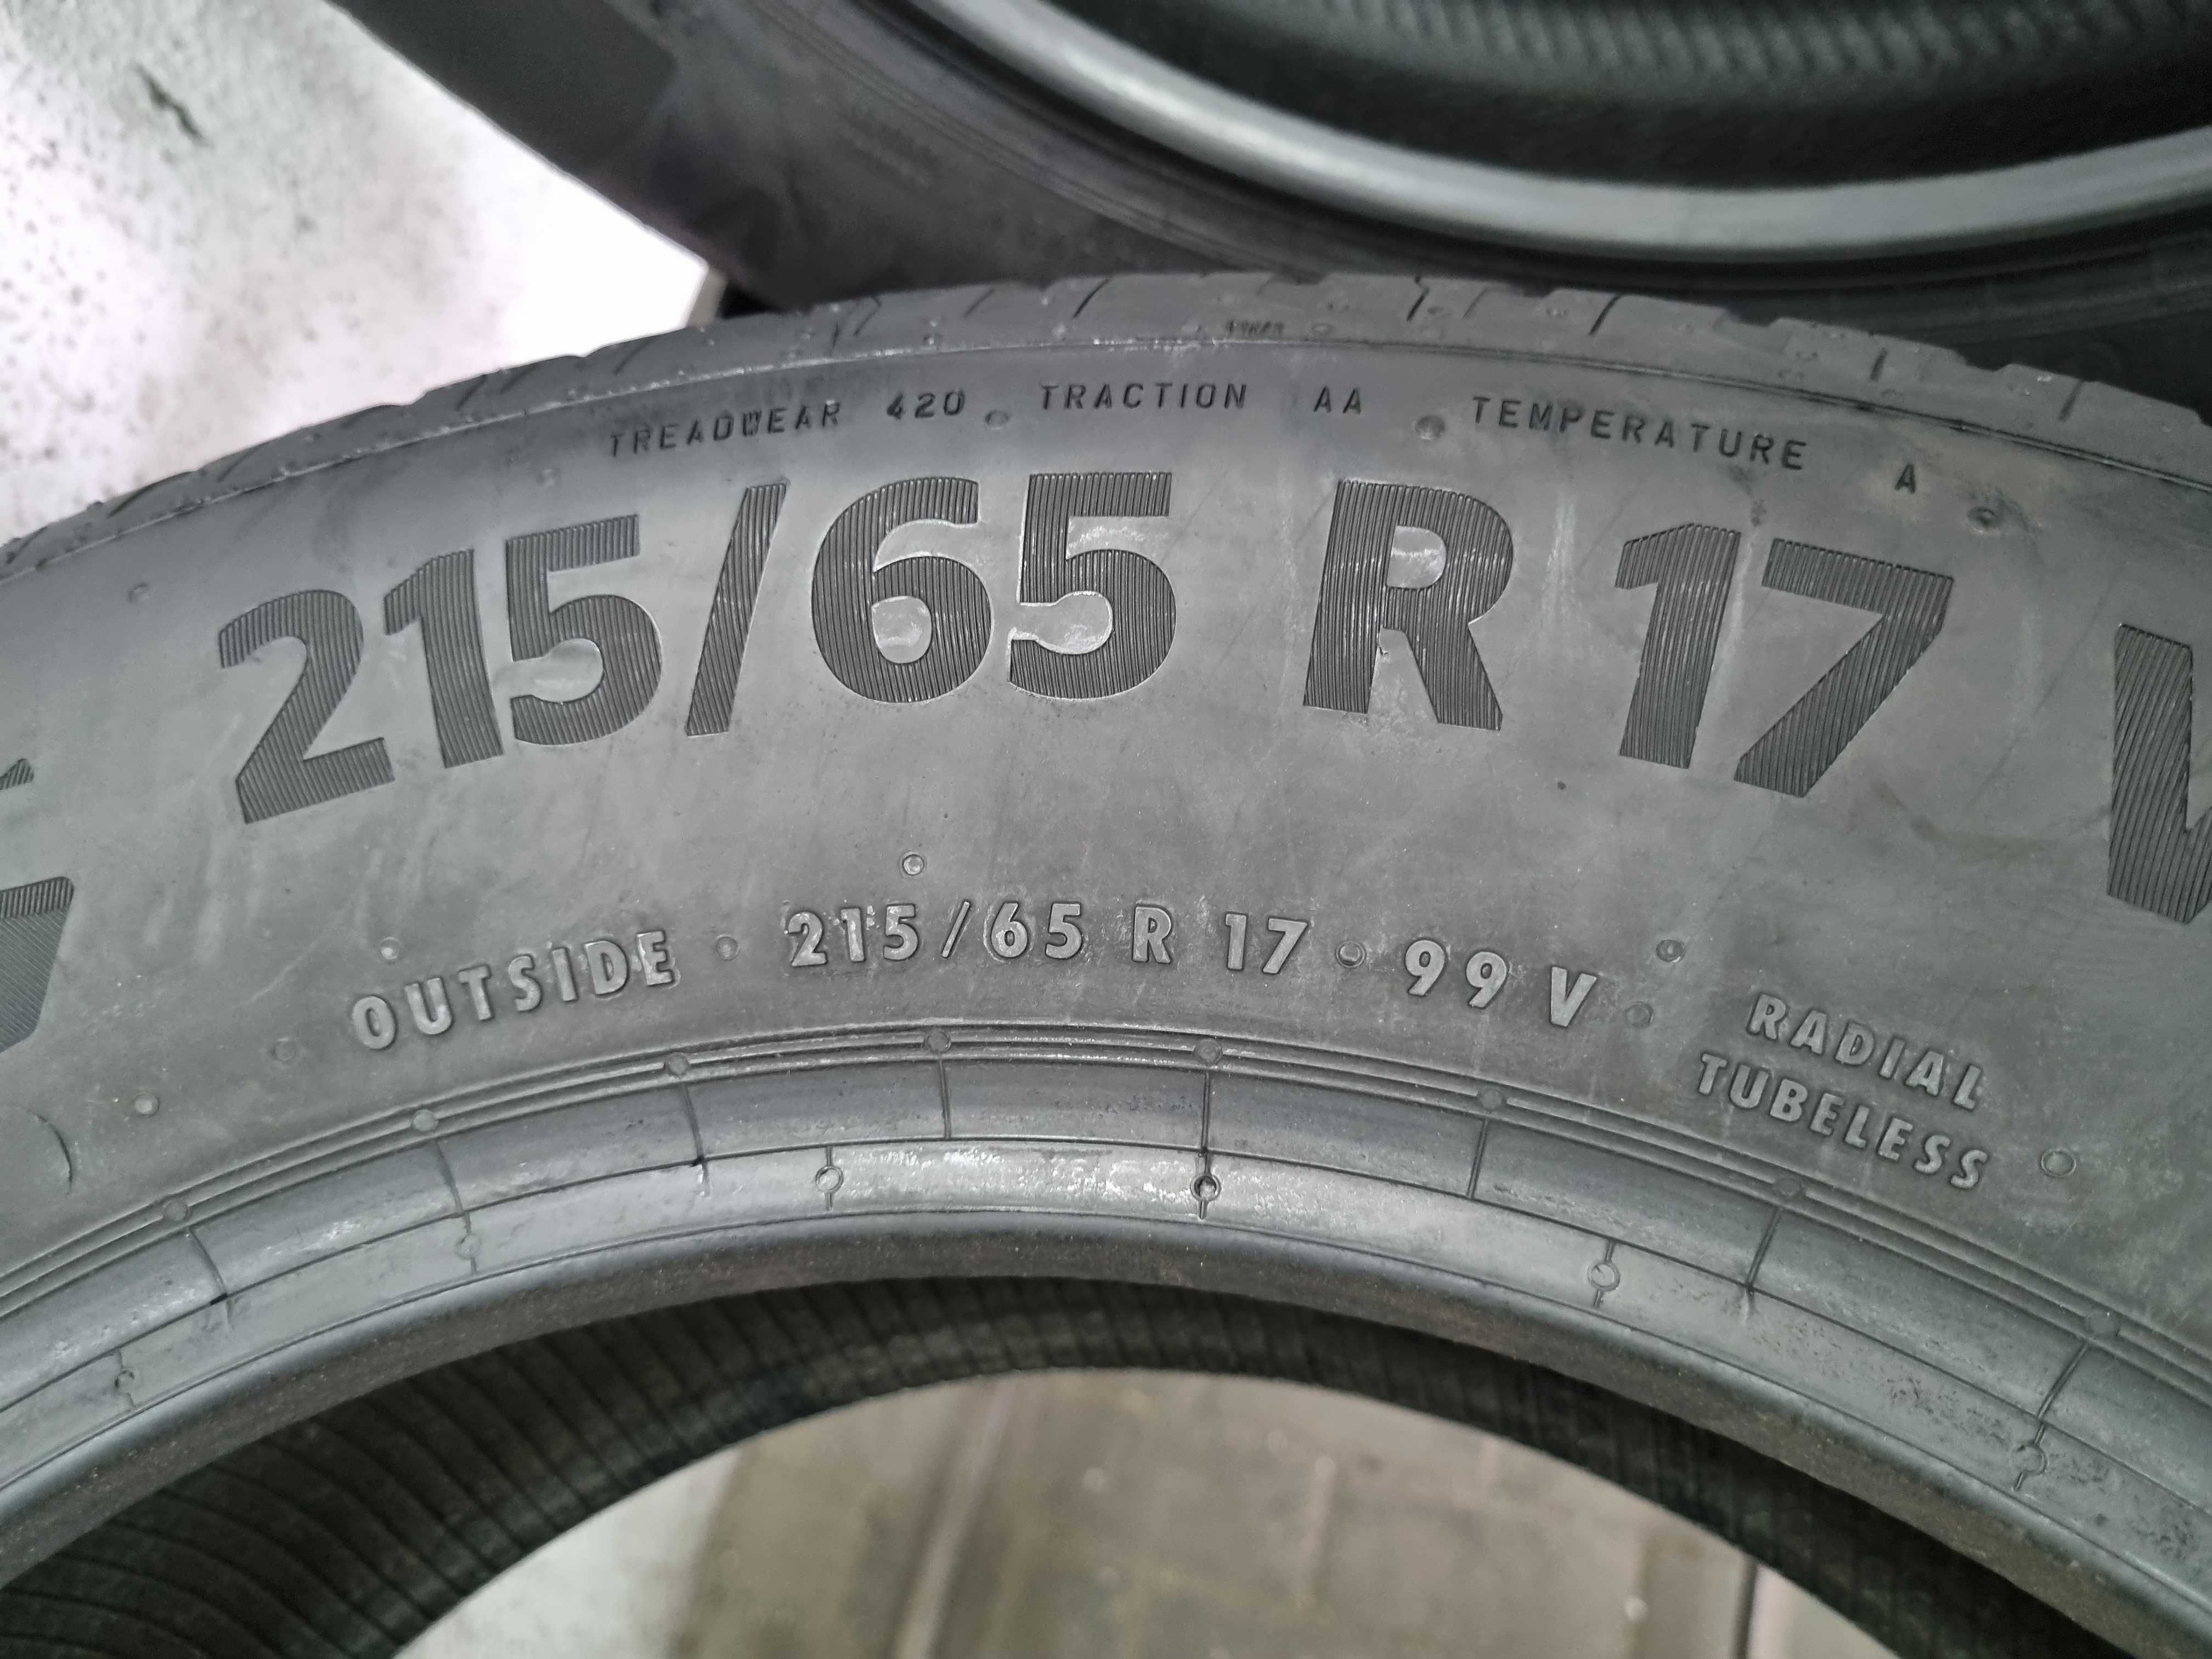 TREADWEAR 420 TRACTION AA TEMPERATURE A
215/65 R 17 V
OUTSIDE · 215/65 R 17 · 99 V
RADIAL
TUBELESS